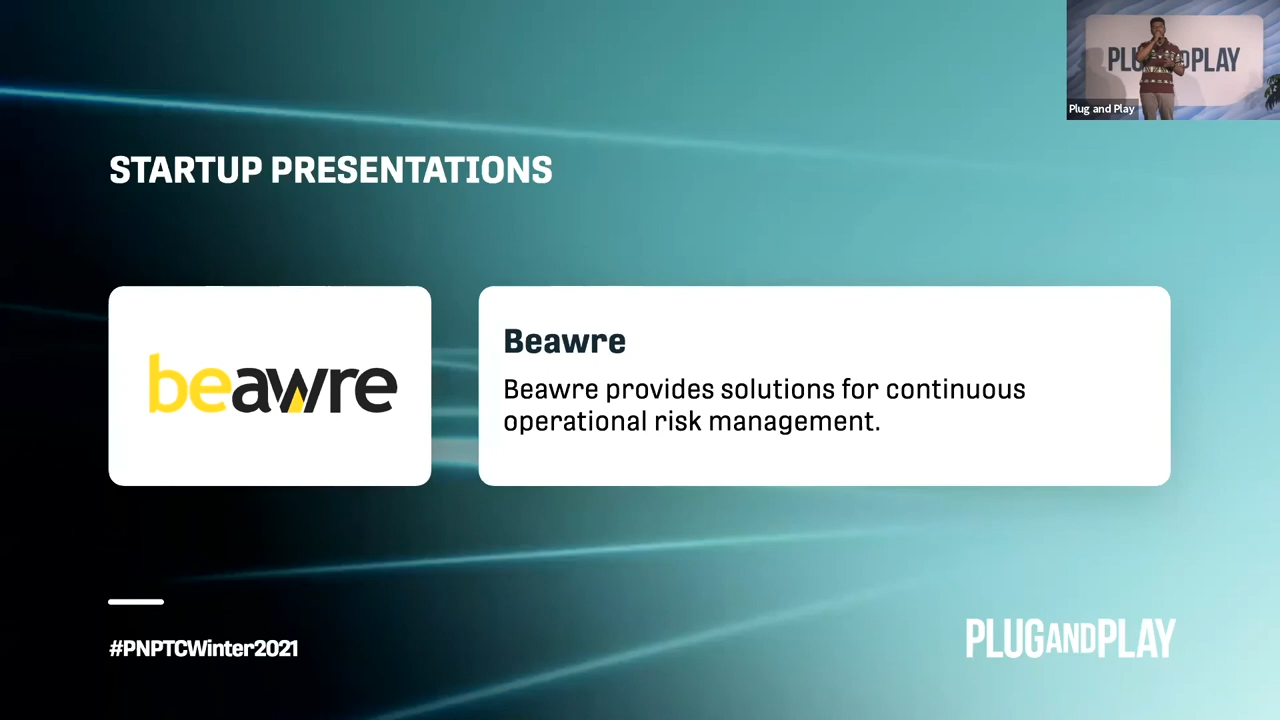 PLUGANDPLAY
Plug and Play
STARTUP PRESENTATIONS
beawre
Beawre
Beawre provides solutions for continuous
operational risk management.
#PNPTCWinter2021
PLUGANDPLAY